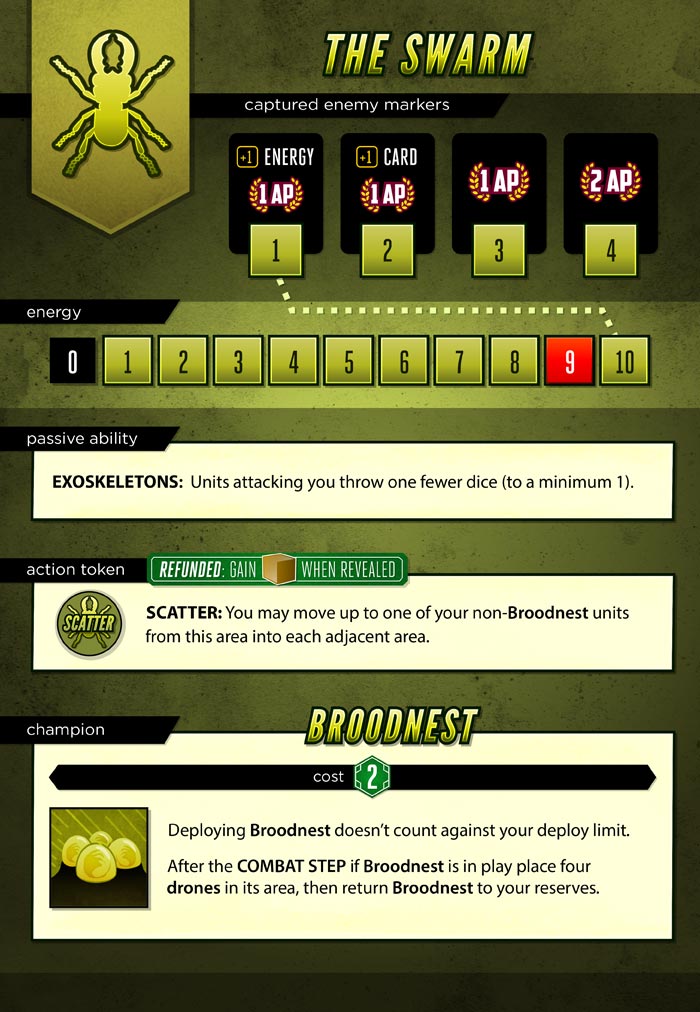 THE SWARM
captured enemy markers
+1 ENERGY
1 AP
1
+1 CARD
1 AP
2
1 AP
3
2 AP
4
energy
0 1 2 3 4 5 6 7 8 9 10
passive ability
EXOSKELETONS: Units attacking you throw one fewer dice (to a minimum 1).
action token
REFUNDED: GAIN WHEN REVEALED
SCATTER
SCATTER: You may move up to one of your non-Broodnest units
from this area into each adjacent area.
champion
BROODNEST
cost 2
Deploying Broodnest doesn't count against your deploy limit.
After the COMBAT STEP if Broodnest is in play place four
drones in its area, then return Broodnest to your reserves.